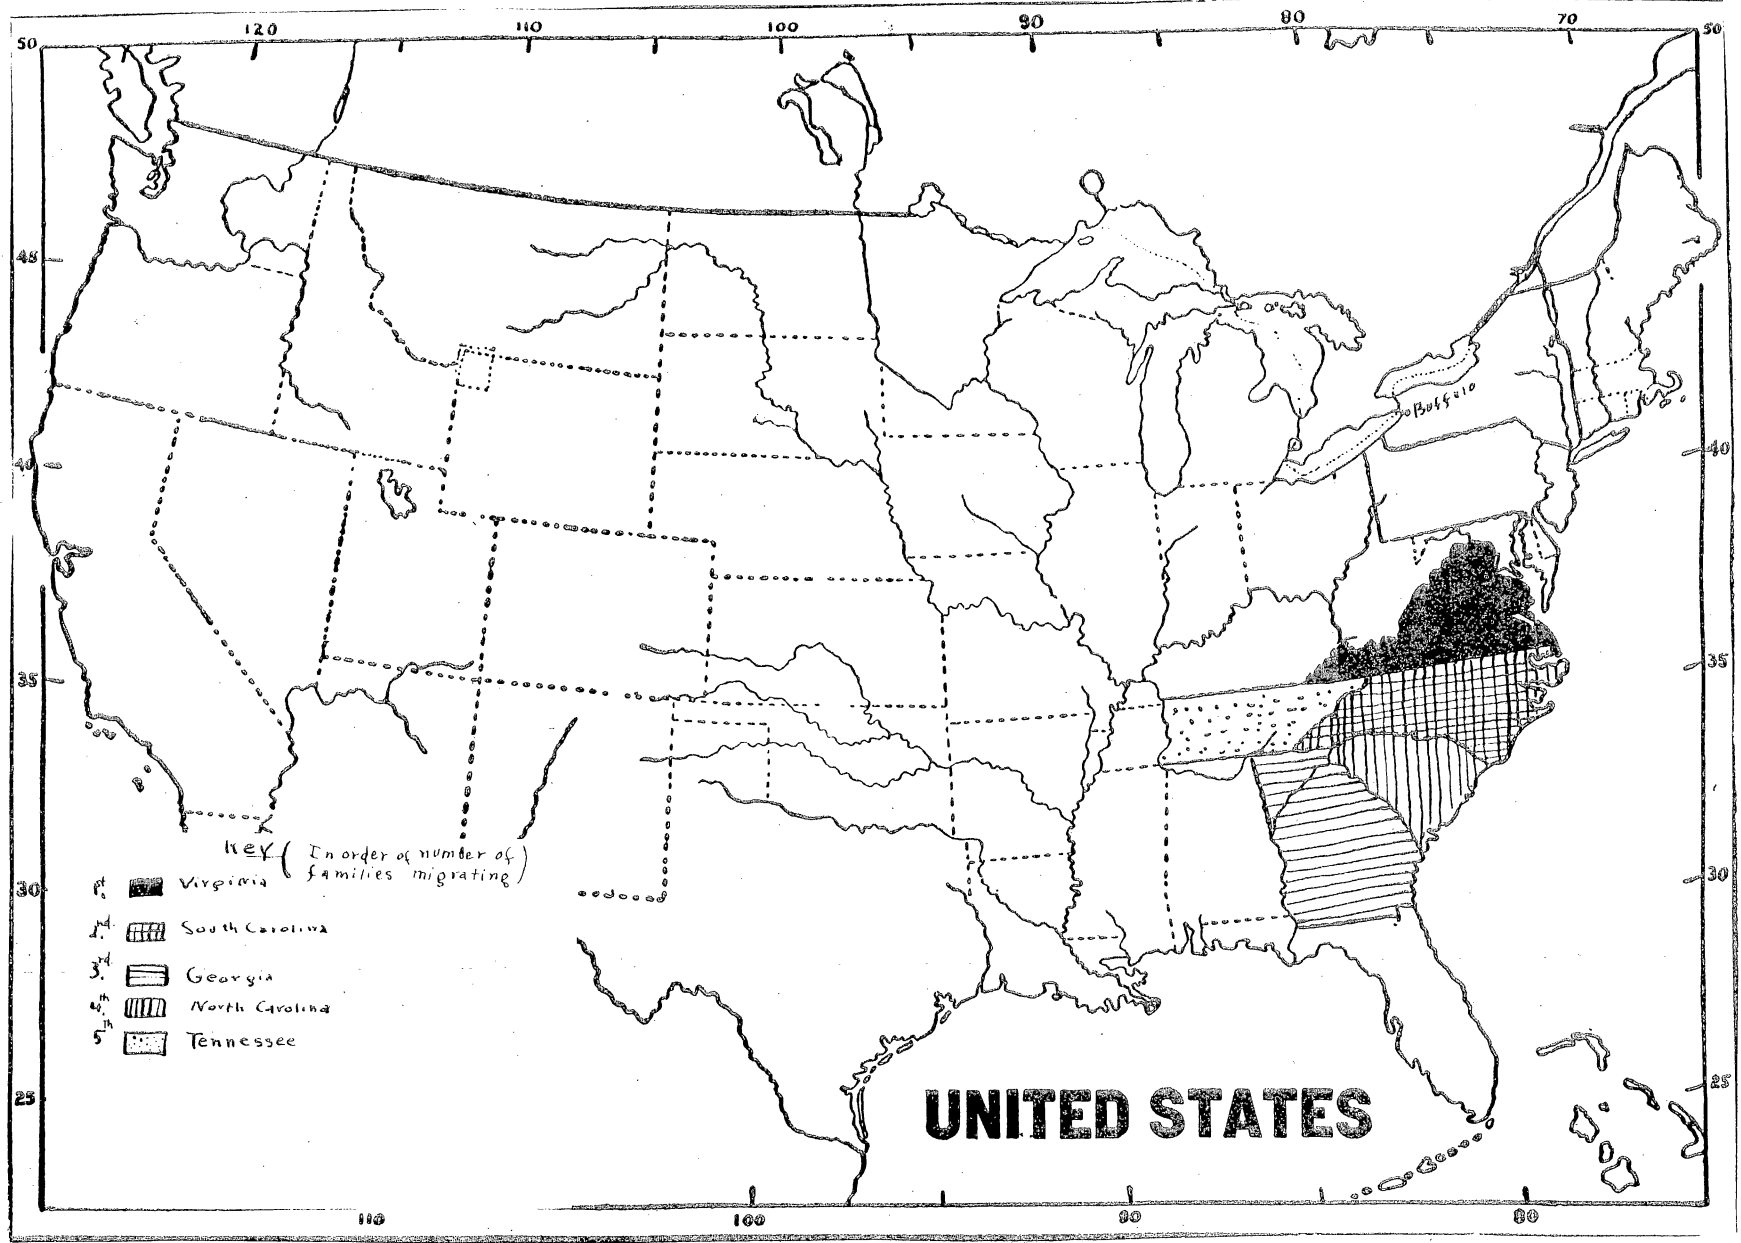 120 110 100 90 80 70
50 50
45
Buffalo
40 40
35 35
Key ( In order of number of
families migrating )
30 30
1st. Virginia
2nd. South Carolina
3rd. Georgia
4th. North Carolina
5th Tennessee
25 25
UNITED STATES
110 100 90 80